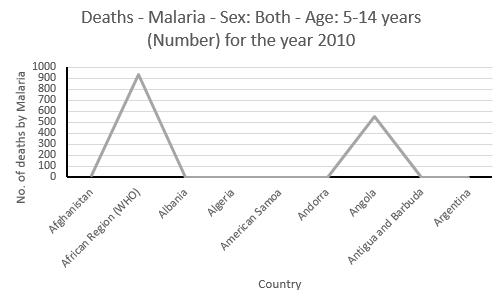 Deaths - Malaria - Sex: Both - Age: 5-14 years
(Number) for the year 2010
No. of deaths by Malaria
1000
900
800
700
600
500
400
300
200
100
0
Afghanistan
African Region (WHO)
Albania
Algeria
American Samoa
Andorra
Angola
Antigua and Barbuda
Argentina
Country